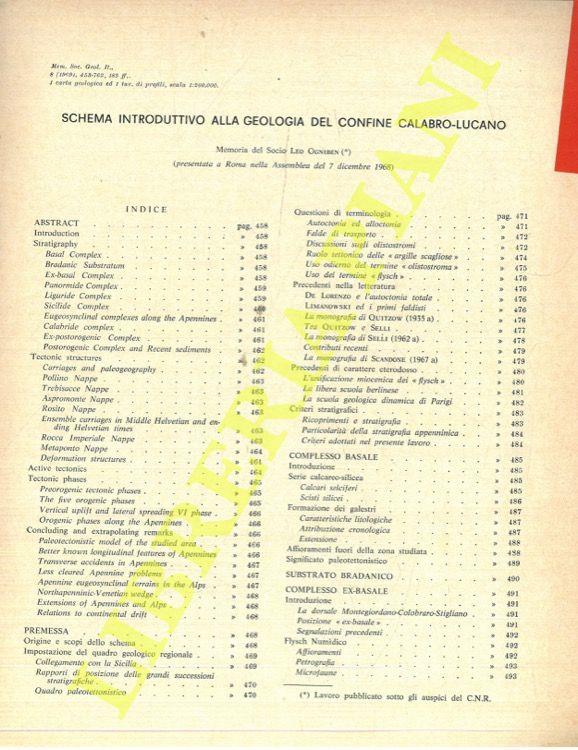 Mem. Soc. Geol. It.,
8 (1969), 453-763, 183 ff.,
1 carta geologica ed 1 tav. di profili, scala 1:200.000.
SCHEMA INTRODUTTIVO ALLA GEOLOGIA DEL CONFINE CALABRO-LUCANO
Memoria del Socio LEO OGNIBEN (*)
(presentata a Roma nella Assemblea del 7 dicembre 1968)
INDICE
ABSTRACT . . . pag. 458
Introduction . . . » 458
Stratigraphy . . . » 458
Basal Complex . . . » 458
Bradanic Substratum . . . » 458
Ex-basal Complex . . . » 458
Panormide Complex . . . » 459
Liguride Complex . . . » 459
Sicilide Complex . . . » 460
Eugeosynclinal complexes along the Apennines . » 461
Calabride complex . . . » 461
Ex-postorogenic Complex . . . » 461
Postorogenic Complex and Recent sediments . » 462
Tectonic structures . . . » 462
Carriages and paleogeography . . . » 462
Pollino Nappe . . . » 463
Trebisacce Nappe . . . » 463
Aspromonte Nappe . . . » 463
Rosito Nappe . . . » 463
Ensemble carriages in Middle Helvetian and ending Helvetian times . . . » 463
Rocca Imperiale Nappe . . . » 463
Metaponto Nappe . . . » 464
Deformation structures . . . » 464
Active tectonics . . . » 464
Tectonic phases . . . » 464
Preorogenic tectonic phases . . . » 465
The five orogenic phases . . . » 465
Vertical uplift and lateral spreading VI phase . » 466
Orogenic phases along the Apennines . . . » 466
Concluding and extrapolating remarks . . . » 466
Paleotectonistic model of the studied area . » 466
Better known longitudinal features of Apennines » 466
Transverse accidents in Apennines . . . » 467
Less cleared Apennine problems . . . » 467
Apennine eugeosynclinal terrains in the Alps . » 467
Northapenninic-Venetian wedge . . . » 468
Extensions of Apennines and Alps . . . » 468
Relations to continental drift . . . » 468
PREMESSA . . . » 468
Origine e scopi dello schema . . . » 468
Impostazione del quadro geologico regionale . » 469
Collegamento con la Sicilia . . . » 469
Rapporti di posizione delle grandi successioni
stratigrafiche . . . » 470
Quadro paleotettonistico . . . » 470
Questioni di terminologia . . . pag. 471
Autoctonia ed alloctonia . . . » 471
Falde di trasporto . . . » 472
Discussioni sugli olistostromi . . . » 472
Ruolo tettonico delle « argille scagliose » . » 474
Uso odierno del termine « olistostroma » . » 475
Uso del termine « flysch » . . . » 476
Precedenti nella letteratura . . . » 476
DE LORENZO e l'autoctonia totale . . . » 476
LIMANOWSKI ed i primi faldisti . . . » 476
La monografia di QUITZOW (1935 a) . . . » 476
Tra QUITZOW e SELLI . . . » 477
La monografia di SELLI (1962 a) . . . » 478
Contributi recenti . . . » 479
La monografia di SCANDONE (1967 a) . . . » 479
Precedenti di carattere eterodosso . . . » 480
L'unificazione miocenica dei « flysch » . » 480
La libera scuola berlinese . . . » 481
La scuola geologica dinamica di Parigi . » 482
Criteri stratigrafici . . . » 483
Ricoprimenti e stratigrafia . . . » 483
Particolarità della stratigrafia appenninica . » 484
Criteri adottati nel presente lavoro . . . » 484
COMPLESSO BASALE . . . » 485
Introduzione . . . » 485
Serie calcareo-silicea . . . » 485
Calcari selciferi . . . » 485
Scisti silicei . . . » 486
Formazione dei galestri . . . » 487
Caratteristiche litologiche . . . » 487
Attribuzione cronologica . . . » 487
Estensione . . . » 488
Affioramenti fuori della zona studiata . . . » 488
Significato paleotettonistico . . . » 489
SUBSTRATO BRADANICO . . . » 490
COMPLESSO EX-BASALE . . . » 491
Introduzione . . . » 491
La dorsale Montegiordano-Colobraro-Stigliano . » 491
Posizione « ex-basale » . . . » 491
Segnalazioni precedenti . . . » 492
Flysch Numidico . . . » 492
Affioramenti . . . » 492
Petrografia . . . » 492
Microfaune . . . » 493
(*) Lavoro pubblicato sotto gli auspici del C.N.R.